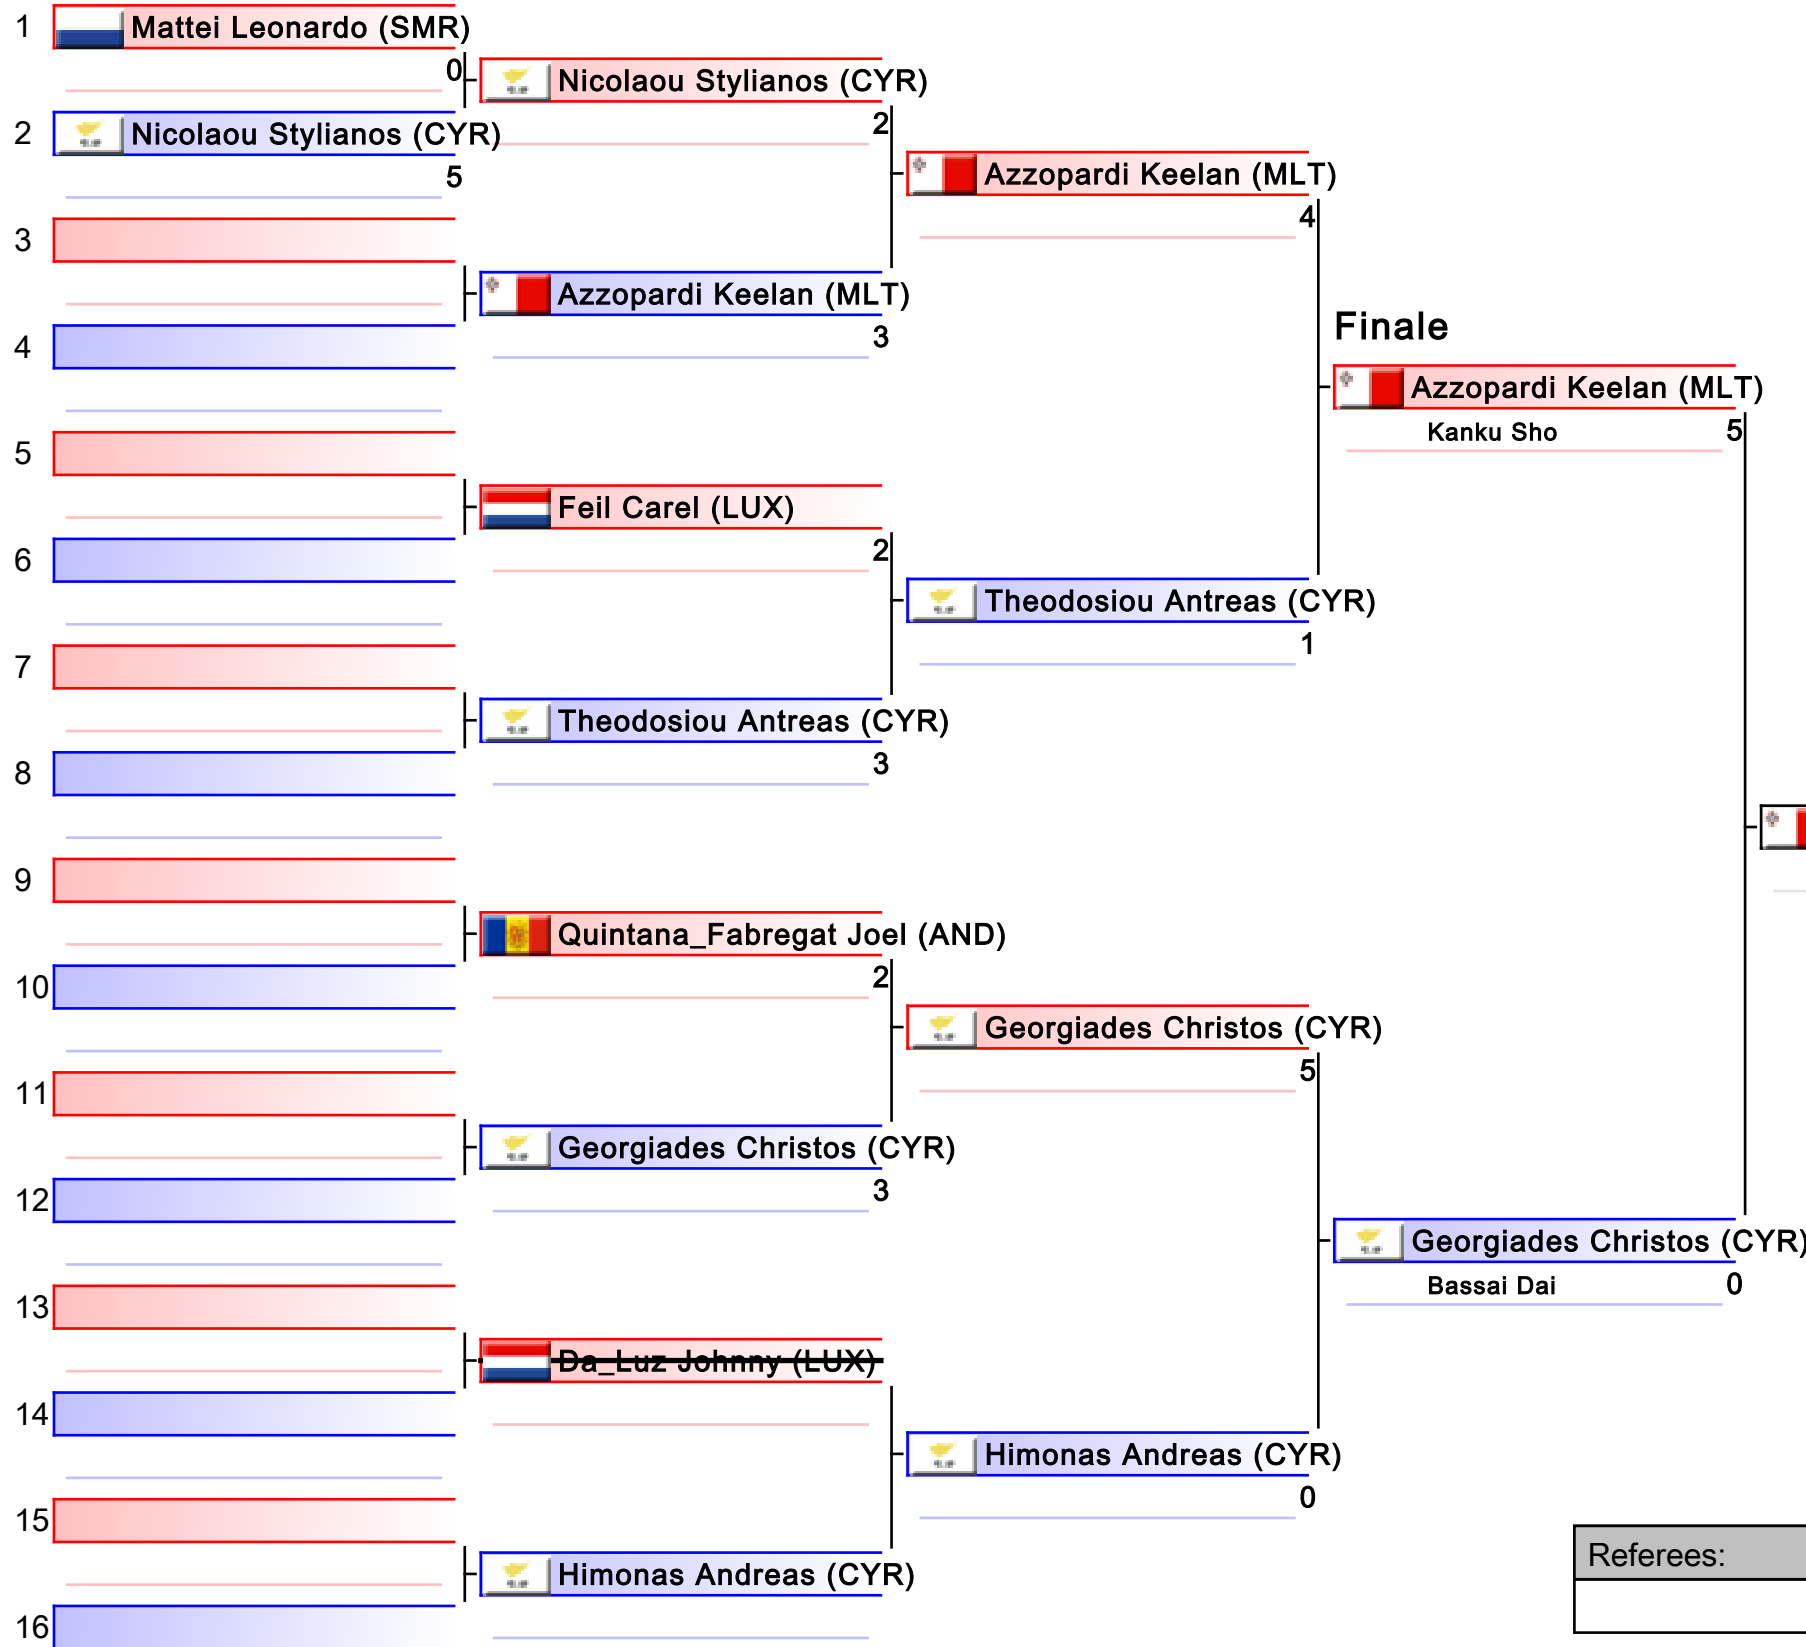 1 Mattei Leonardo (SMR)
0
Nicolaou Stylianos (CYR)
2
2 Nicolaou Stylianos (CYR)
5
Azzopardi Keelan (MLT)
4
3
Azzopardi Keelan (MLT)
3
4
Finale
Azzopardi Keelan (MLT)
Kanku Sho 5
5
Feil Carel (LUX)
2
6
Theodosiou Antreas (CYR)
1
7
Theodosiou Antreas (CYR)
3
8
9
Quintana_Fabregat Joel (AND)
2
10
Georgiades Christos (CYR)
5
11
Georgiades Christos (CYR)
3
12
Georgiades Christos (CYR)
Bassai Dai 0
13
Da_Luz Johnny (LUX)
14
Himonas Andreas (CYR)
0
15
Himonas Andreas (CYR)
16
Referees: